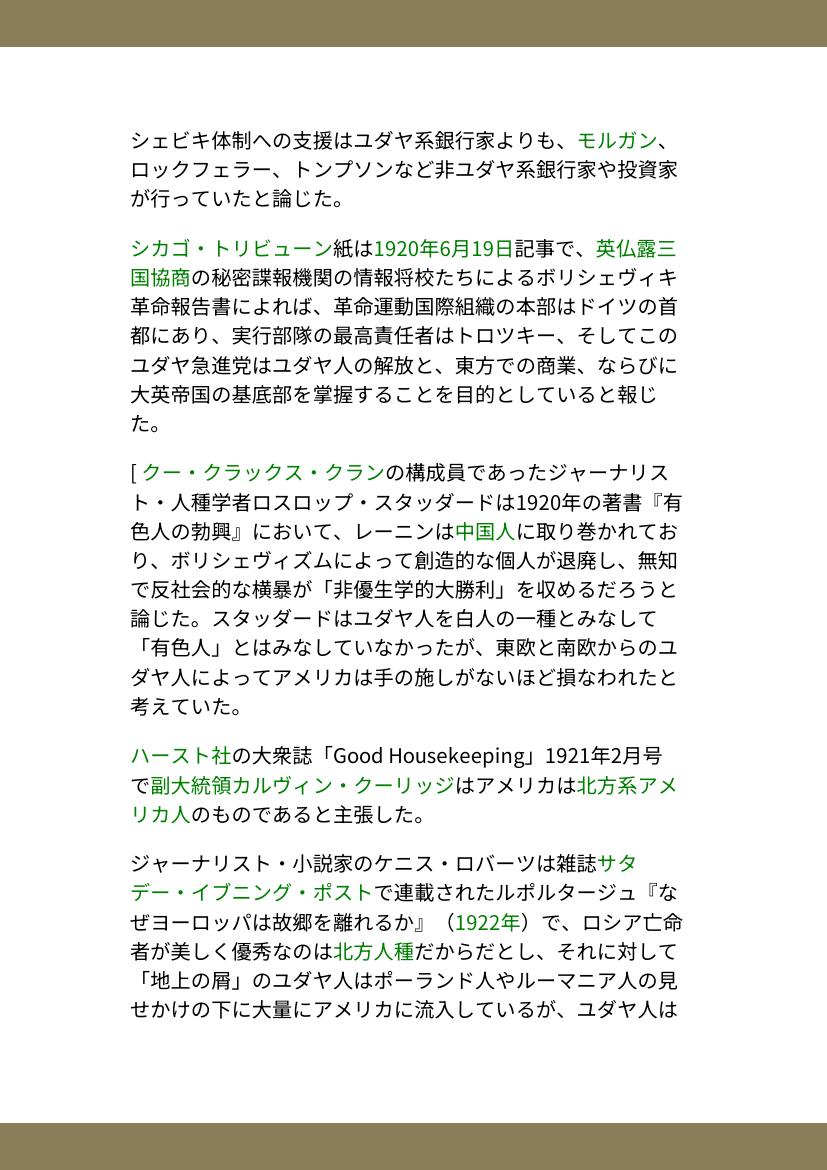 シェビキ体制への支援はユダヤ系銀行家よりも、モルガン、
ロックフェラー、トンプソンなど非ユダヤ系銀行家や投資家
が行っていたと論じた。
シカゴ・トリビューン紙は1920年6月19日記事で、英仏露三
国協商の秘密諜報機関の情報将校たちによるボリシェヴィキ
革命報告書によれば、革命運動国際組織の本部はドイツの首
都にあり、実行部隊の最高責任者はトロツキー、そしてこの
ユダヤ急進党はユダヤ人の解放と、東方での商業、ならびに
大英帝国の基底部を掌握することを目的としていると報じ
た。
[ クー・クラックス・クランの構成員であったジャーナリス
ト・人種学者ロスロップ・スタッダードは1920年の著書『有
色人の勃興』において、レーニンは中国人に取り巻かれてお
り、ボリシェヴィズムによって創造的な個人が退廃し、無知
で反社会的な横暴が「非優生学的大勝利」を収めるだろうと
論じた。スタッダードはユダヤ人を白人の一種とみなして
「有色人」とはみなしていなかったが、東欧と南欧からのユ
ダヤ人によってアメリカは手の施しがないほど損なわれたと
考えていた。
ハースト社の大衆誌「Good Housekeeping」1921年2月号
で副大統領カルヴィン・クーリッジはアメリカは北方系アメ
リカ人のものであると主張した。
ジャーナリスト・小説家のケニス・ロバーツは雑誌サタ
デー・イブニング・ポストで連載されたルポルタージュ『な
ぜヨーロッパは故郷を離れるか』（1922年）で、ロシア亡命
者が美しく優秀なのは北方人種だからだとし、それに対して
「地上の屑」のユダヤ人はポーランド人やルーマニア人の見
せかけの下に大量にアメリカに流入しているが、ユダヤ人は